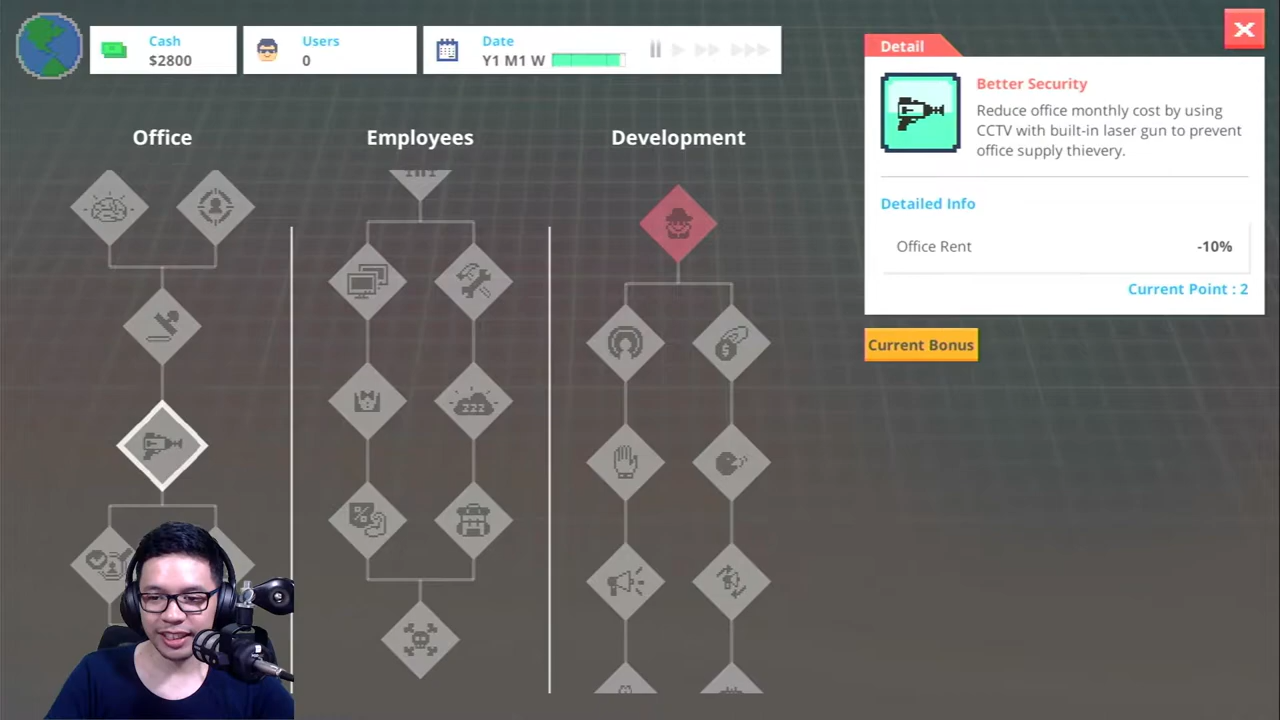 Cash
$2800
Users
0
Date
Y1 M1 W
Office
Employees
Development
zzz
$
%
Detail
Better Security
Reduce office monthly cost by using
CCTV with built-in laser gun to prevent
office supply thievery.
Detailed Info
Office Rent -10%
Current Point : 2
Current Bonus